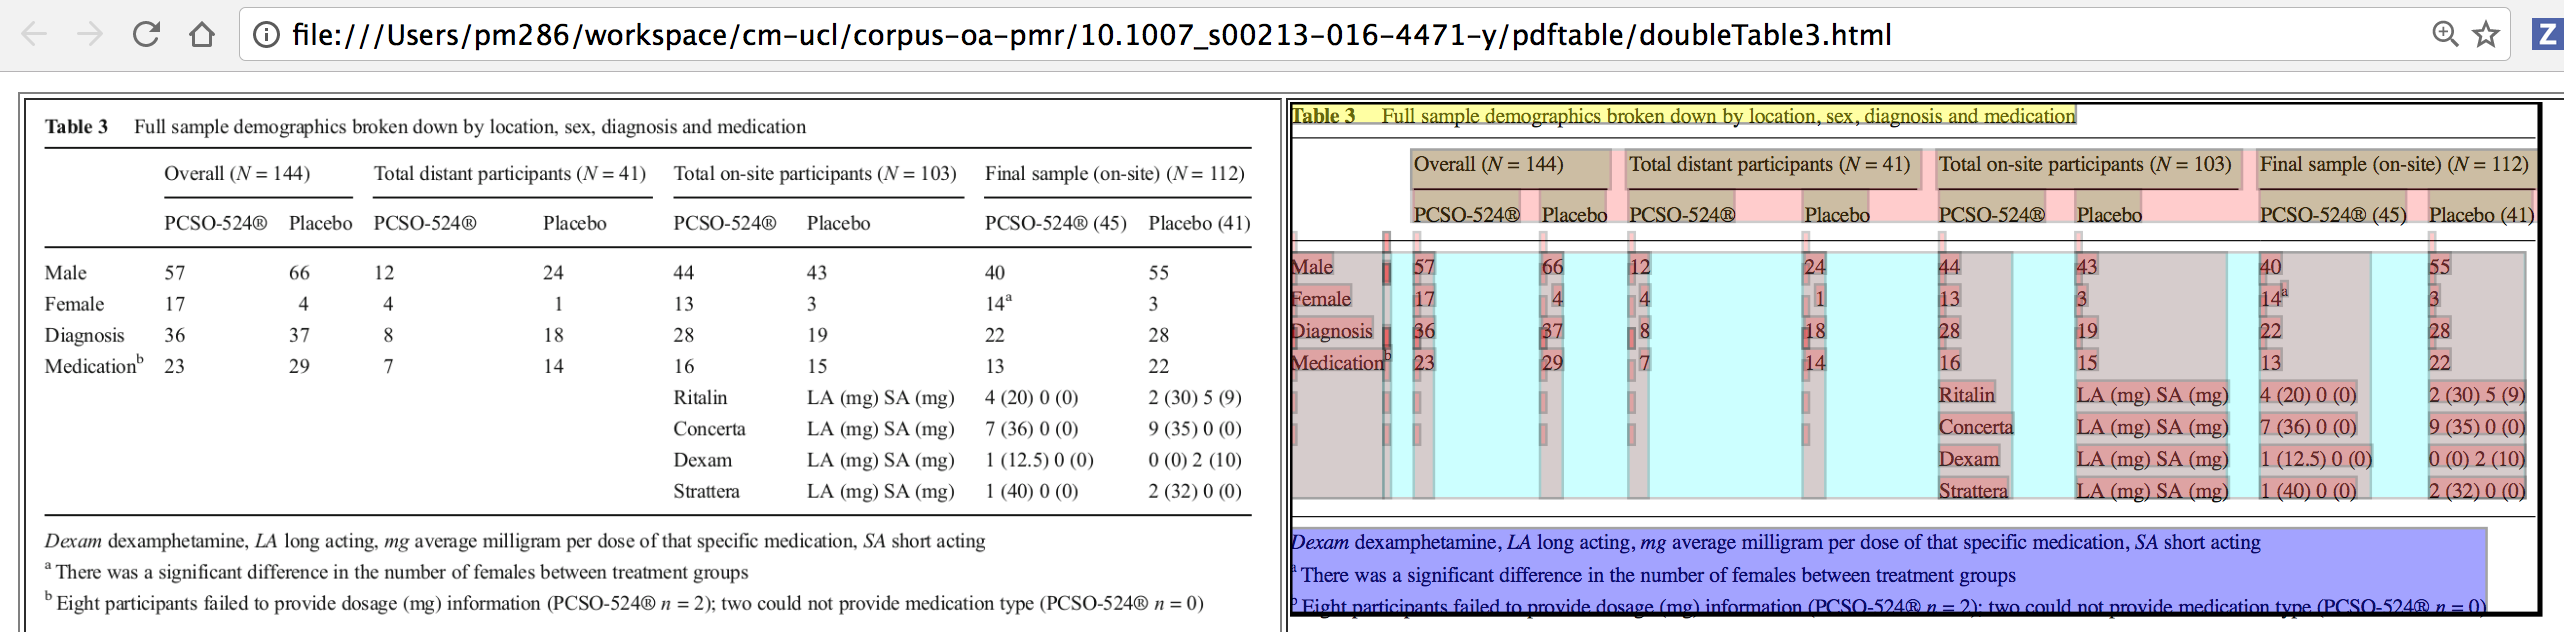 file:///Users/pm286/workspace/cm-ucl/corpus-oa-pmr/10.1007_s00213-016-4471-y/pdftable/doubleTable3.html
Z
Table 3 Full sample demographics broken down by location, sex, diagnosis and medication
Overall (N = 144) Total distant participants (N = 41) Total on-site participants (N = 103) Final sample (on-site) (N = 112)
PCSO-524® Placebo PCSO-524® Placebo PCSO-524® Placebo PCSO-524® (45) Placebo (41)
Male 57 66 12 24 44 43 40 55
Female 17 4 4 1 13 3 14a 3
Diagnosis 36 37 8 18 28 19 22 28
Medicationb 23 29 7 14 16 15 13 22
Ritalin LA (mg) SA (mg) 4 (20) 0 (0) 2 (30) 5 (9)
Concerta LA (mg) SA (mg) 7 (36) 0 (0) 9 (35) 0 (0)
Dexam LA (mg) SA (mg) 1 (12.5) 0 (0) 0 (0) 2 (10)
Strattera LA (mg) SA (mg) 1 (40) 0 (0) 2 (32) 0 (0)
Dexam dexamphetamine, LA long acting, mg average milligram per dose of that specific medication, SA short acting
a There was a significant difference in the number of females between treatment groups
b Eight participants failed to provide dosage (mg) information (PCSO-524® n = 2); two could not provide medication type (PCSO-524® n = 0)
Table 3 Full sample demographics broken down by location, sex, diagnosis and medication
Overall (N = 144) Total distant participants (N = 41) Total on-site participants (N = 103) Final sample (on-site) (N = 112)
PCSO-524® Placebo PCSO-524® Placebo PCSO-524® Placebo PCSO-524® (45) Placebo (41)
Male 57 66 12 24 44 43 40 55
Female 17 4 4 1 13 3 14a 3
Diagnosis 36 37 8 18 28 19 22 28
Medicationb 23 29 7 14 16 15 13 22
Ritalin LA (mg) SA (mg) 4 (20) 0 (0) 2 (30) 5 (9)
Concerta LA (mg) SA (mg) 7 (36) 0 (0) 9 (35) 0 (0)
Dexam LA (mg) SA (mg) 1 (12.5) 0 (0) 0 (0) 2 (10)
Strattera LA (mg) SA (mg) 1 (40) 0 (0) 2 (32) 0 (0)
Dexam dexamphetamine, LA long acting, mg average milligram per dose of that specific medication, SA short acting
a There was a significant difference in the number of females between treatment groups
b Eight participants failed to provide dosage (mg) information (PCSO-524® n = 2); two could not provide medication type (PCSO-524® n = 0)